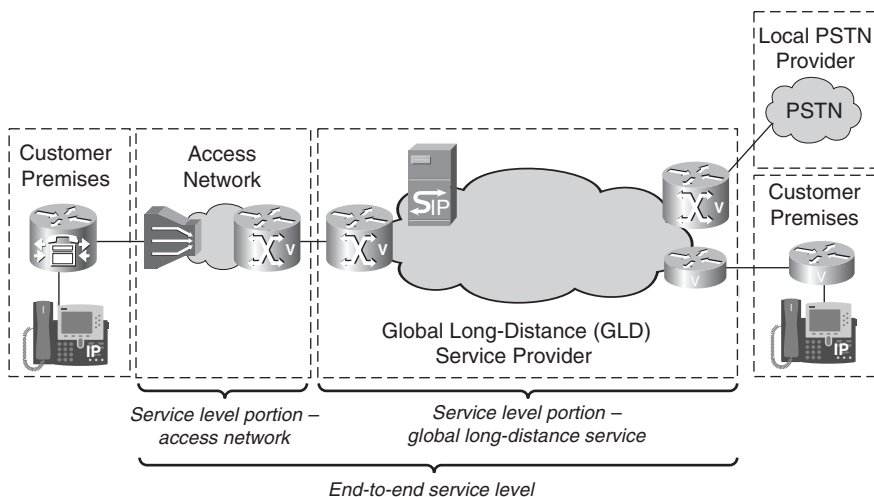 Local PSTN
Provider
PSTN
Customer
Premises
IP
Access
Network
V
V
SIP
V
Global Long-Distance (GLD)
Service Provider
V
Customer
Premises
V
IP
Service level portion –
access network
Service level portion –
global long-distance service
End-to-end service level